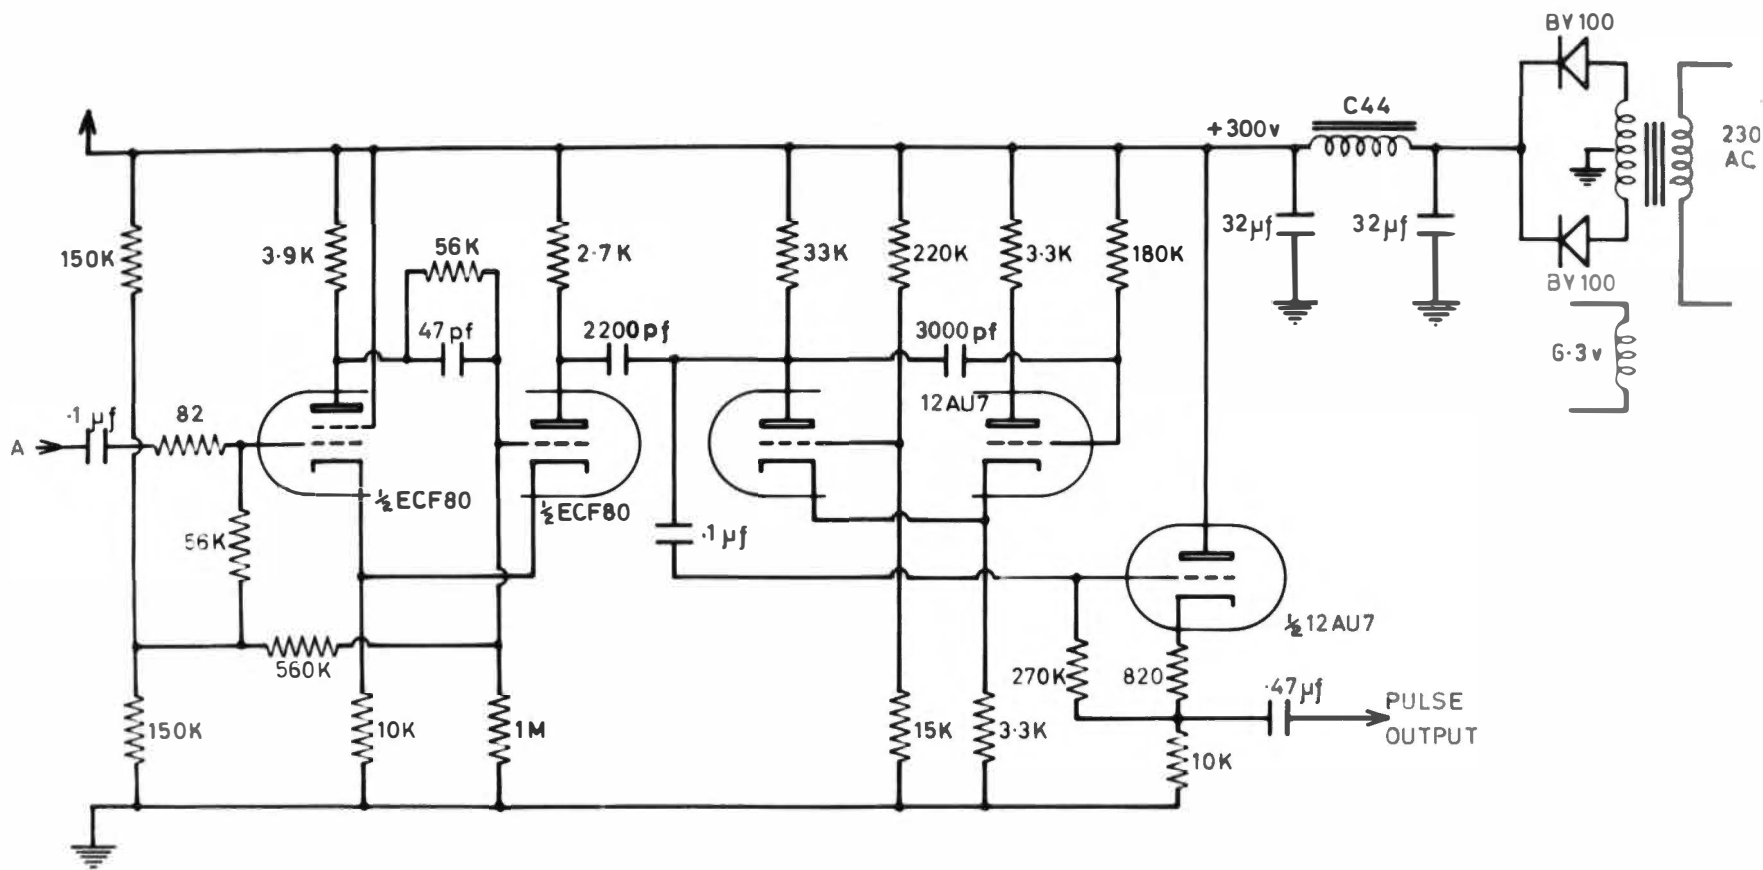 BY100
C44
+300v
230
AC
150K
3.9K
56K
2.7K
33K
220K
3.3K
180K
32µf
32µf
BY100
47pf
2200pf
3000pf
6.3v
12AU7
.1µf
82
A
½ECF80
½ECF80
56K
.1µf
½12AU7
560K
270K
820
.47µf
PULSE
OUTPUT
150K
10K
1M
15K
3.3K
10K